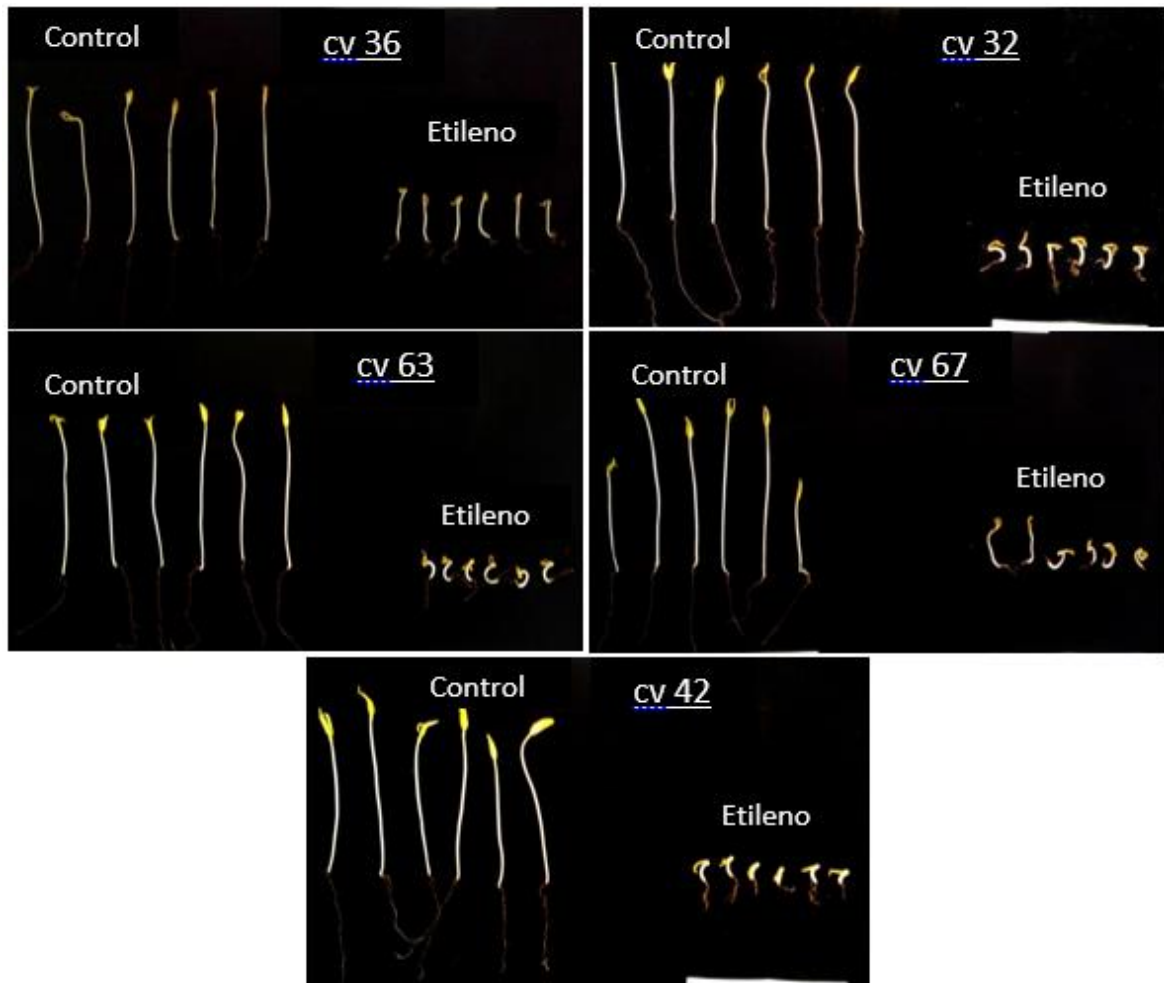 Control
cv 36
Etileno
Control
cv 32
Etileno
Control
cv 63
Etileno
Control
cv 67
Etileno
Control
cv 42
Etileno